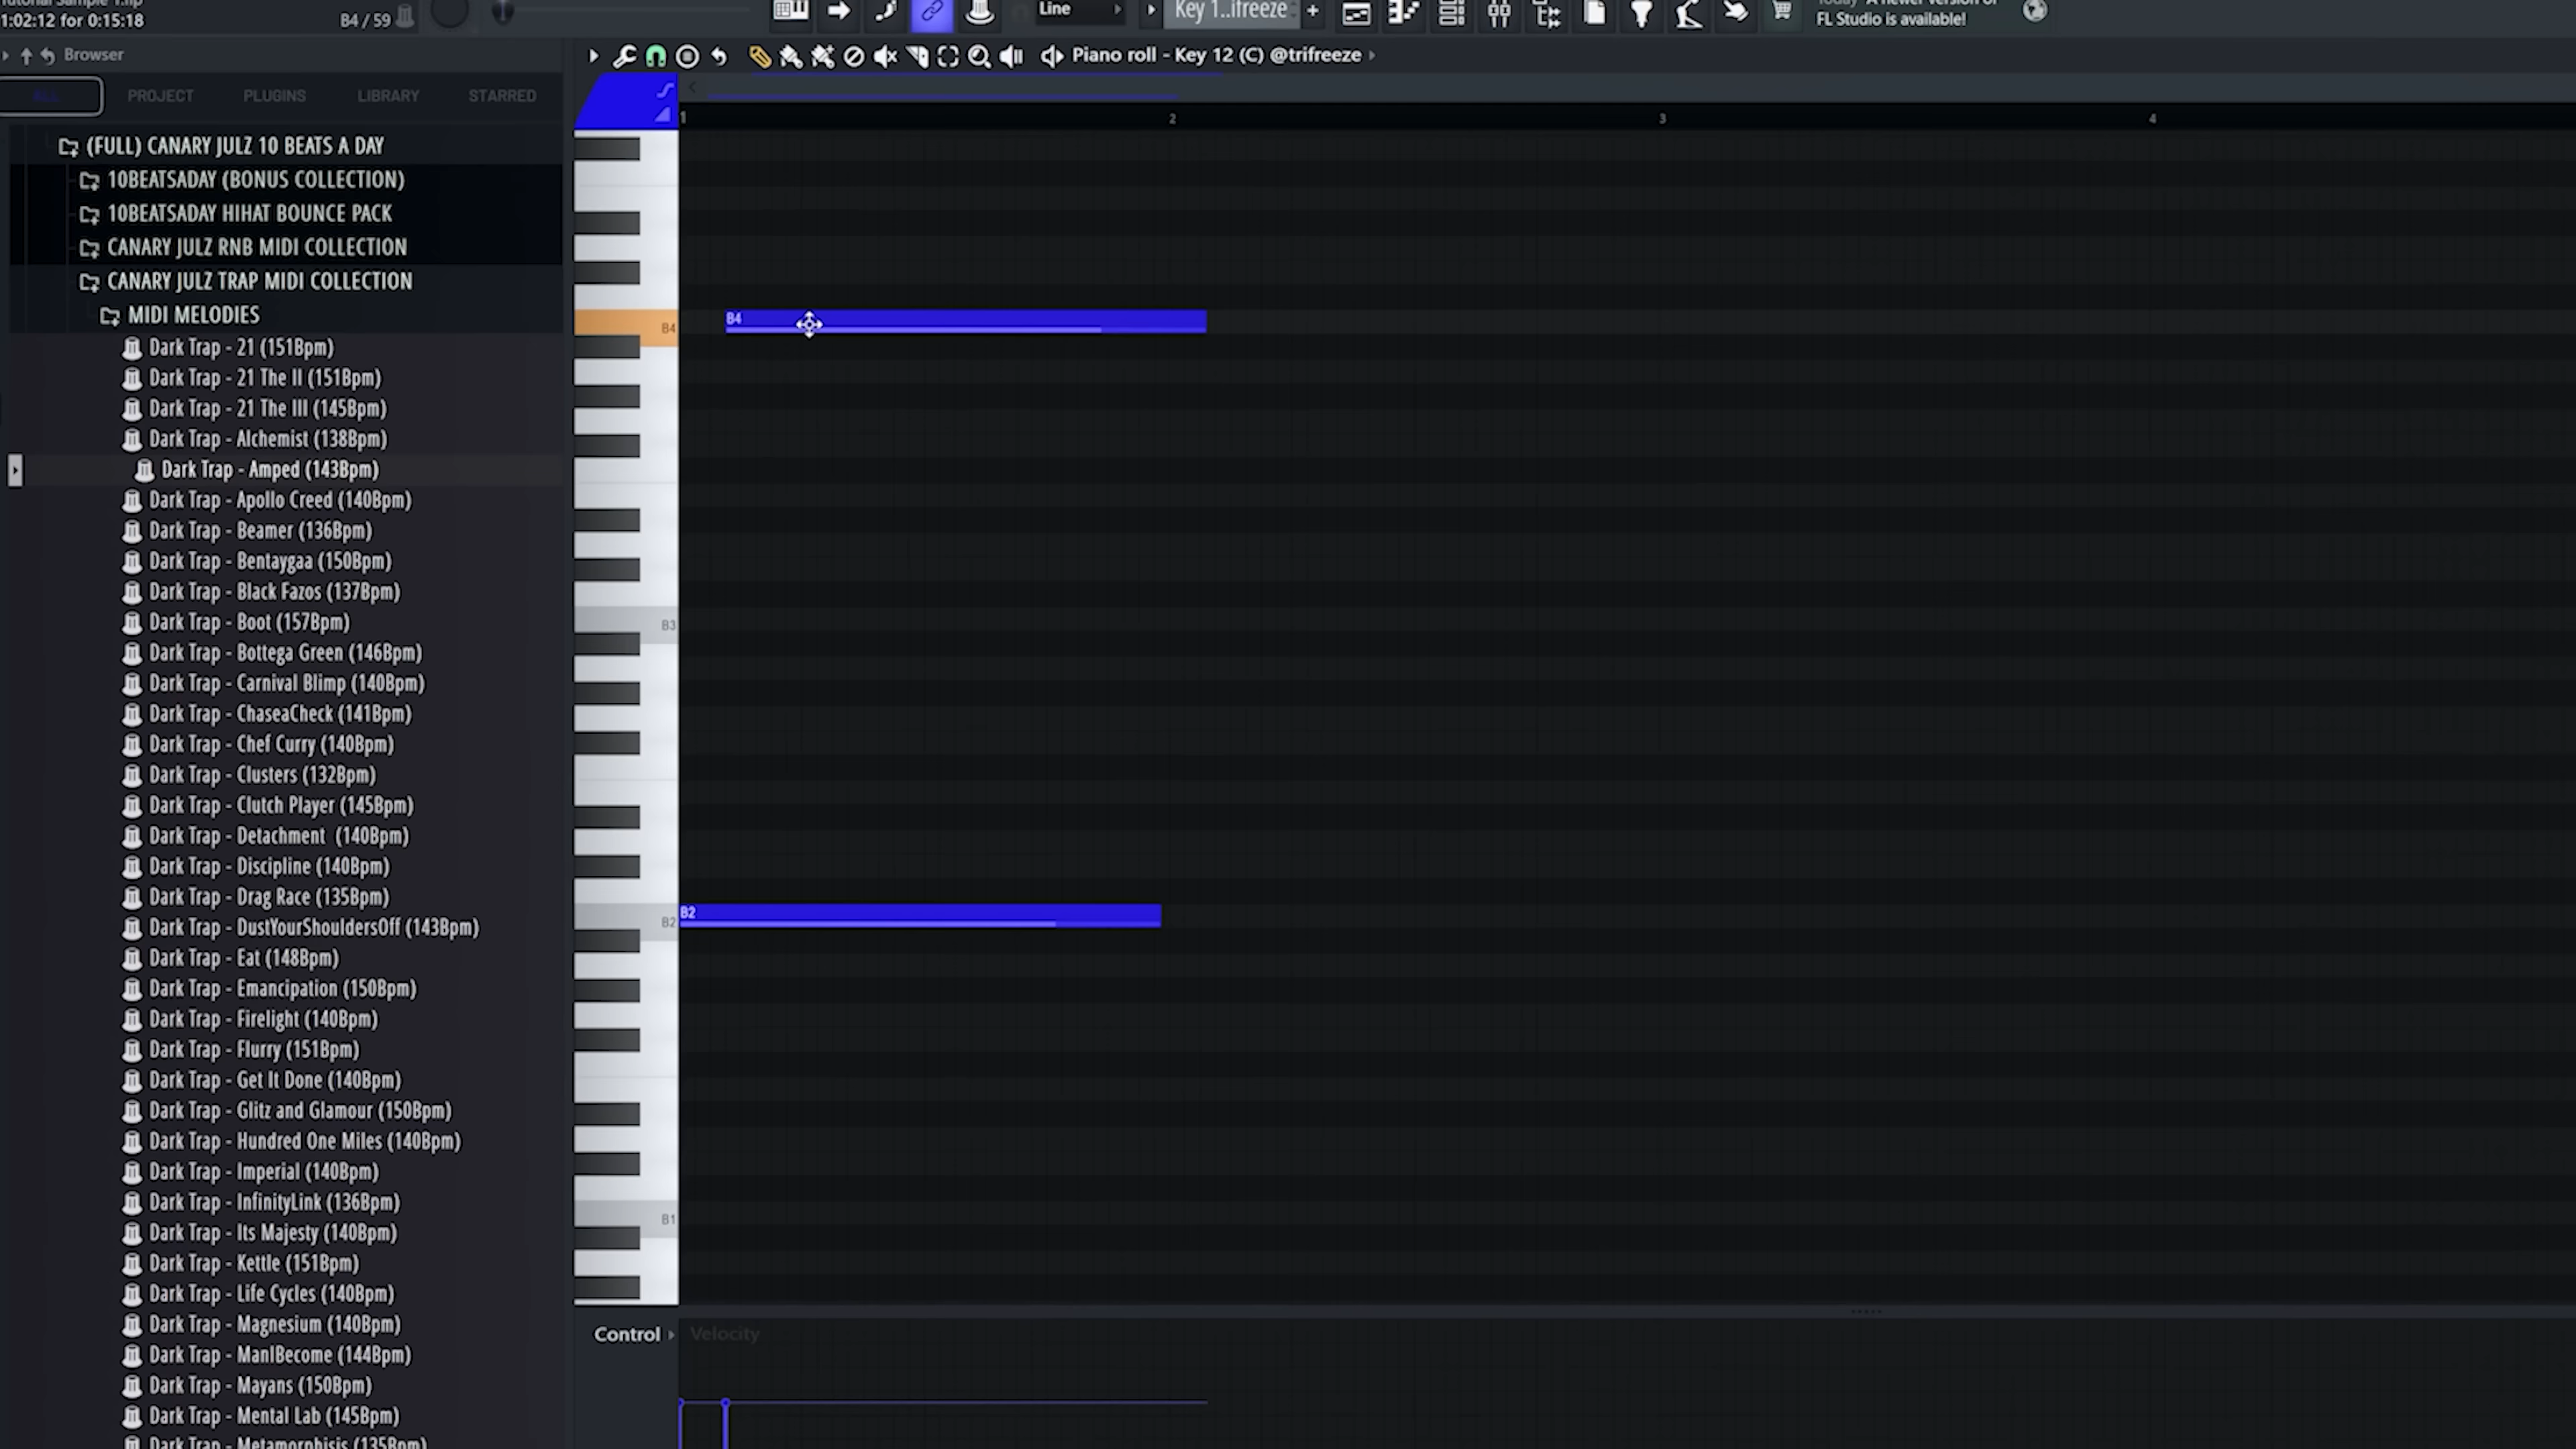 1:02:12 for 0:15:18
B4 / 59
Line
Key 1..ifreeze
FL Studio is available!
Browser
Piano roll - Key 12 (C) @trifreeze
PROJECT
PLUGINS
LIBRARY
STARRED
1
2
3
4
(FULL) CANARY JULZ 10 BEATS A DAY
10BEATSADAY (BONUS COLLECTION)
10BEATSADAY HIHAT BOUNCE PACK
CANARY JULZ RNB MIDI COLLECTION
CANARY JULZ TRAP MIDI COLLECTION
MIDI MELODIES
Dark Trap - 21 (151Bpm)
Dark Trap - 21 The II (151Bpm)
Dark Trap - 21 The III (145Bpm)
Dark Trap - Alchemist (138Bpm)
Dark Trap - Amped (143Bpm)
Dark Trap - Apollo Creed (140Bpm)
Dark Trap - Beamer (136Bpm)
Dark Trap - Bentaygaa (150Bpm)
Dark Trap - Black Fazos (137Bpm)
Dark Trap - Boot (157Bpm)
Dark Trap - Bottega Green (146Bpm)
Dark Trap - Carnival Blimp (140Bpm)
Dark Trap - ChaseaCheck (141Bpm)
Dark Trap - Chef Curry (140Bpm)
Dark Trap - Clusters (132Bpm)
Dark Trap - Clutch Player (145Bpm)
Dark Trap - Detachment  (140Bpm)
Dark Trap - Discipline (140Bpm)
Dark Trap - Drag Race (135Bpm)
Dark Trap - DustYourShouldersOff (143Bpm)
Dark Trap - Eat (148Bpm)
Dark Trap - Emancipation (150Bpm)
Dark Trap - Firelight (140Bpm)
Dark Trap - Flurry (151Bpm)
Dark Trap - Get It Done (140Bpm)
Dark Trap - Glitz and Glamour (150Bpm)
Dark Trap - Hundred One Miles (140Bpm)
Dark Trap - Imperial (140Bpm)
Dark Trap - InfinityLink (136Bpm)
Dark Trap - Its Majesty (140Bpm)
Dark Trap - Kettle (151Bpm)
Dark Trap - Life Cycles (140Bpm)
Dark Trap - Magnesium (140Bpm)
Dark Trap - ManIBecome (144Bpm)
Dark Trap - Mayans (150Bpm)
Dark Trap - Mental Lab (145Bpm)
Dark Trap - Metamorphisis (135Bpm)
B4
B4
B3
B2
B2
B1
Control
Velocity